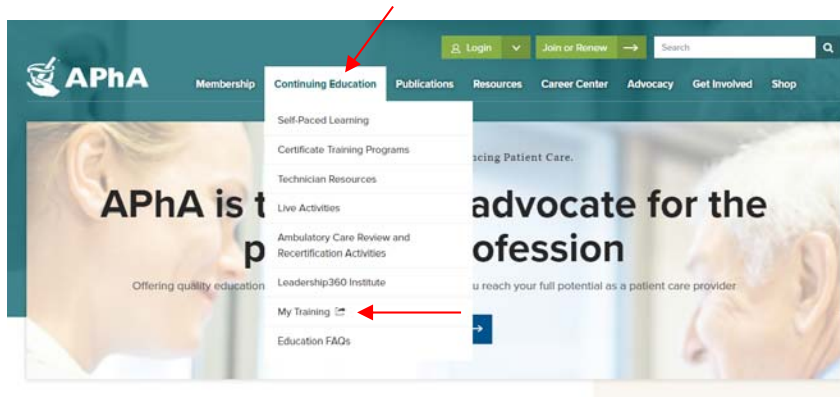 Login
Join or Renew
Search
APhA
Membership Continuing Education Publications Resources Career Center Advocacy Get Involved Shop
Self-Paced Learning
Certificate Training Programs
Technician Resources
Live Activities
Ambulatory Care Review and
Recertification Activities
Leadership360 Institute
My Training
Education FAQs
ncing Patient Care.
APhA is t advocate for the
p ofession
Offering quality education u reach your full potential as a patient care provider